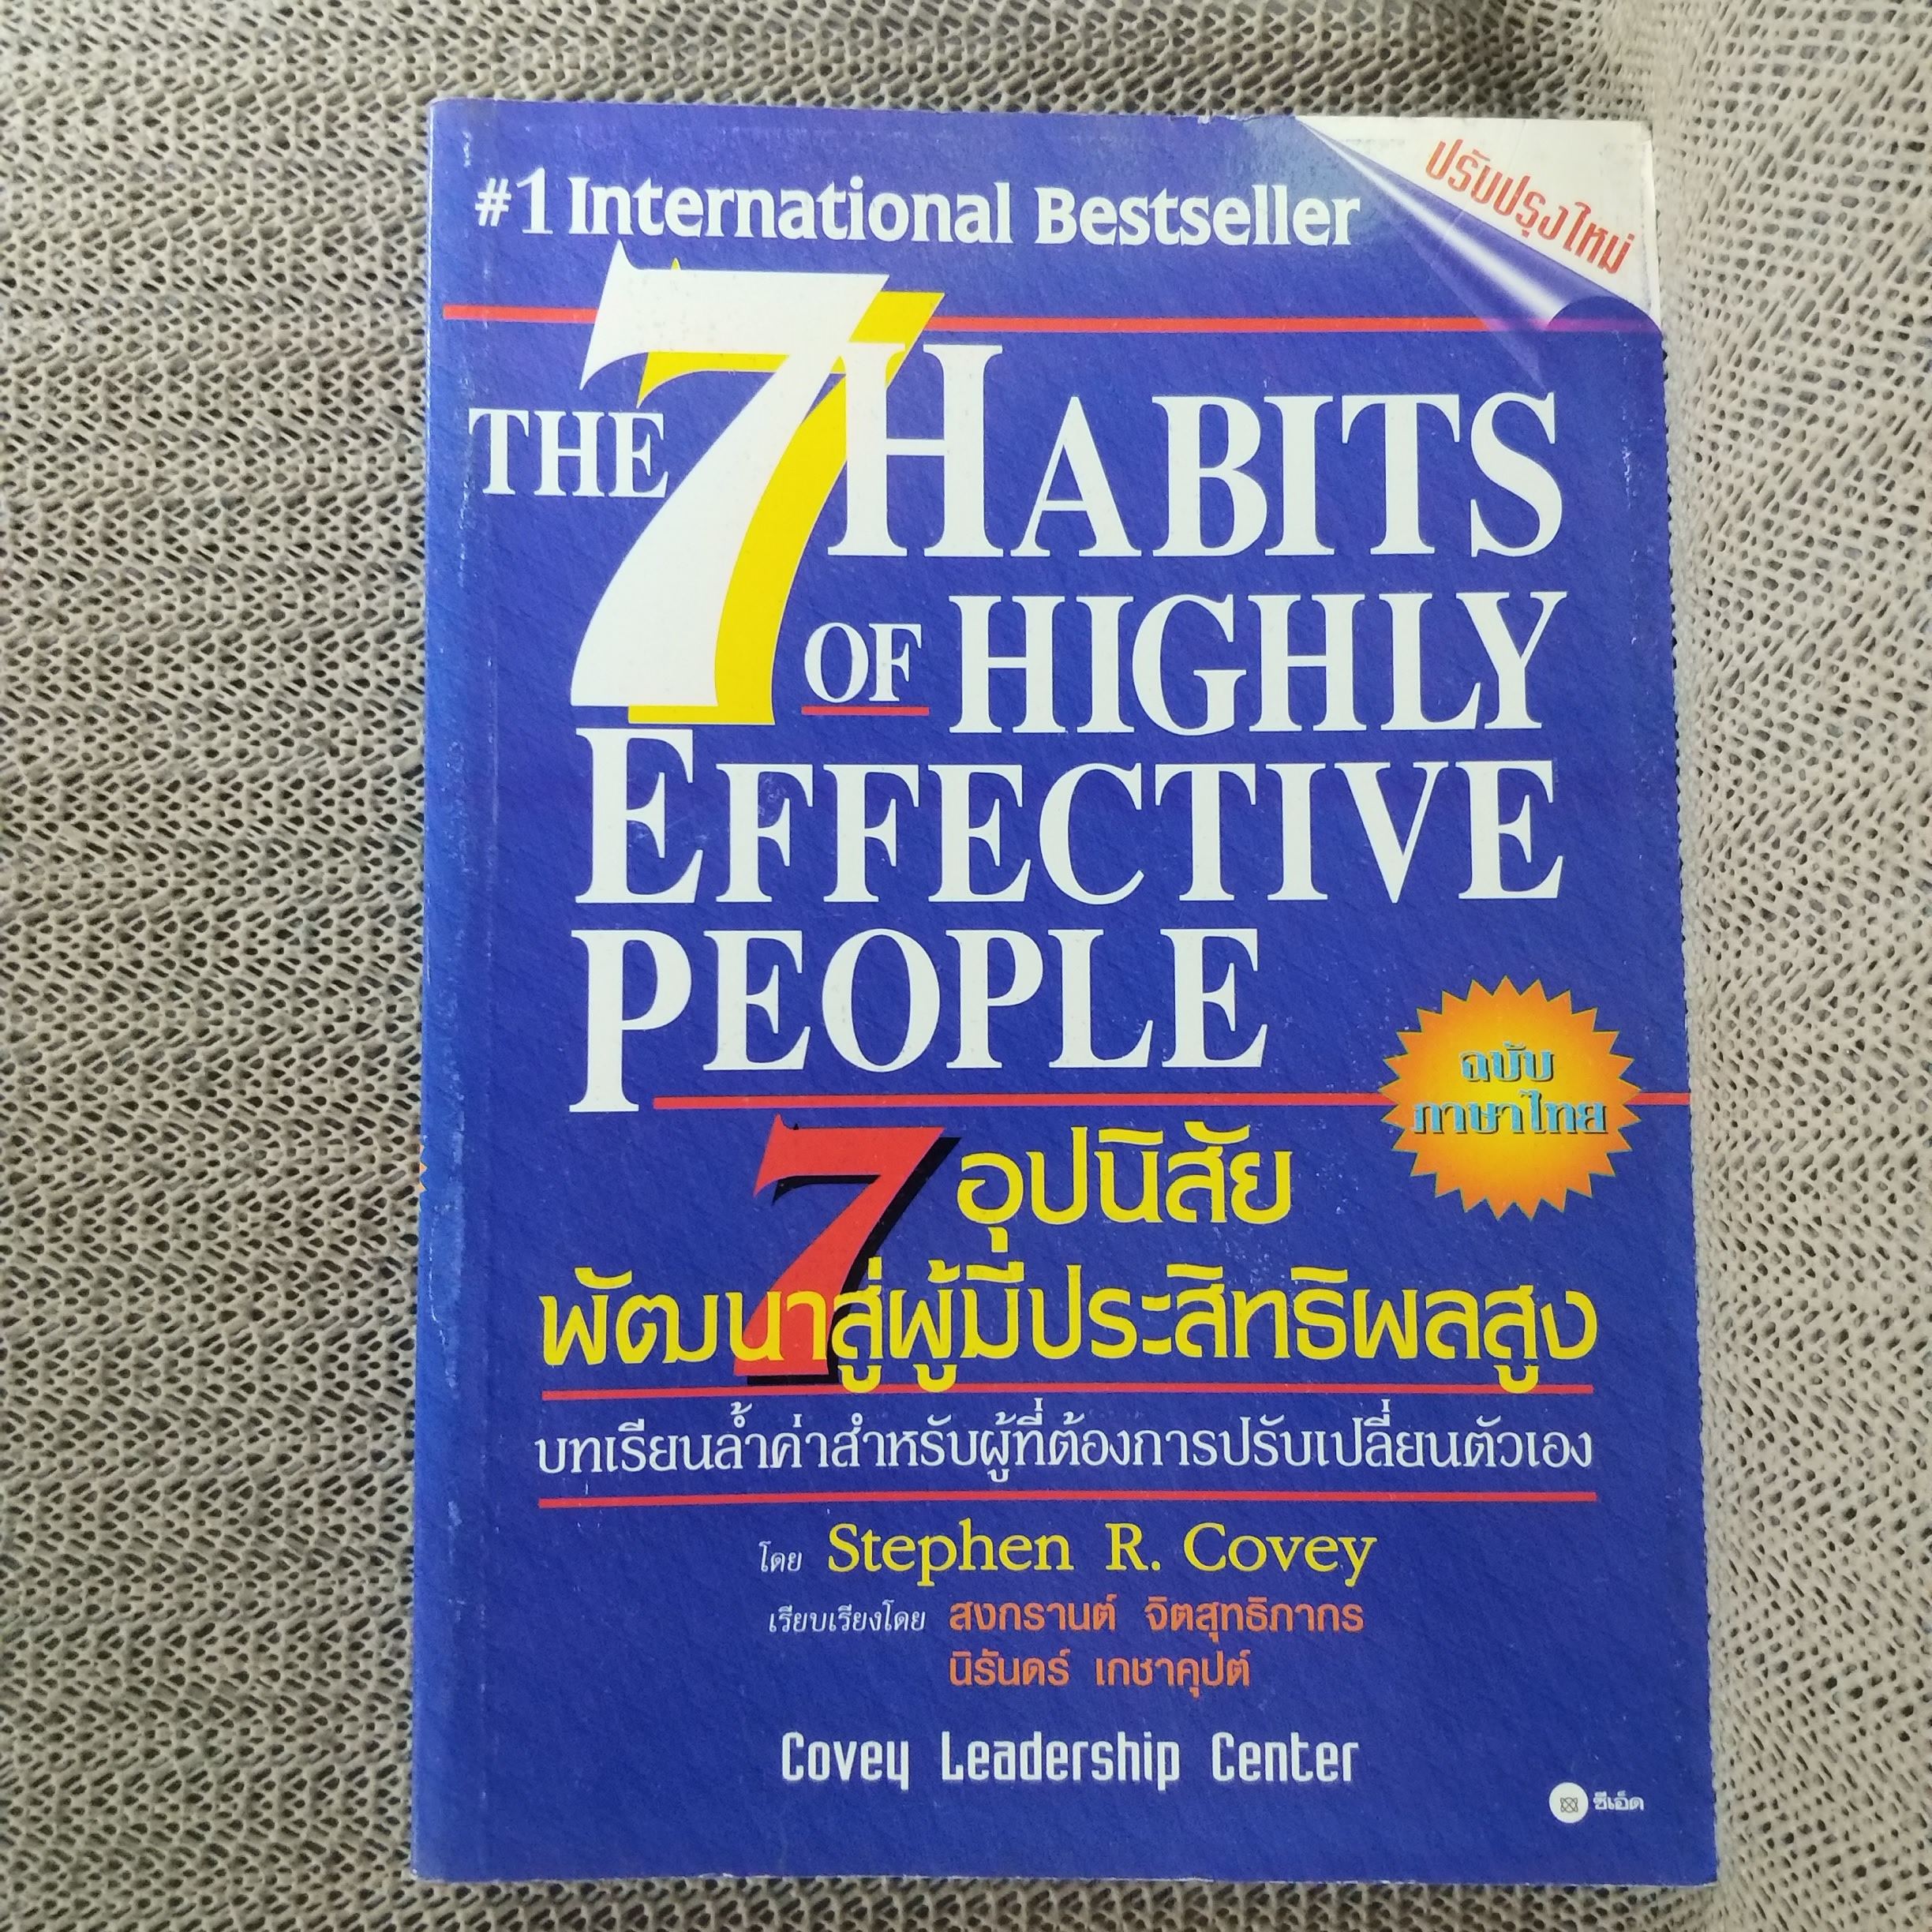 ปรับปรุงใหม่
#1 International Bestseller
THE 7 HABITS
OF HIGHLY
EFFECTIVE
PEOPLE
ฉบับ
ภาษาไทย
7 อุปนิสัย
พัฒนาสู่ผู้มีประสิทธิผลสูง
บทเรียนล้ำค่าสำหรับผู้ที่ต้องการปรับเปลี่ยนตัวเอง
โดย Stephen R. Covey
เรียบเรียงโดย สงกรานต์ จิตสุทธิภากร
นิรันดร์ เกชาคุปต์
Covey Leadership Center
ซีเอ็ด